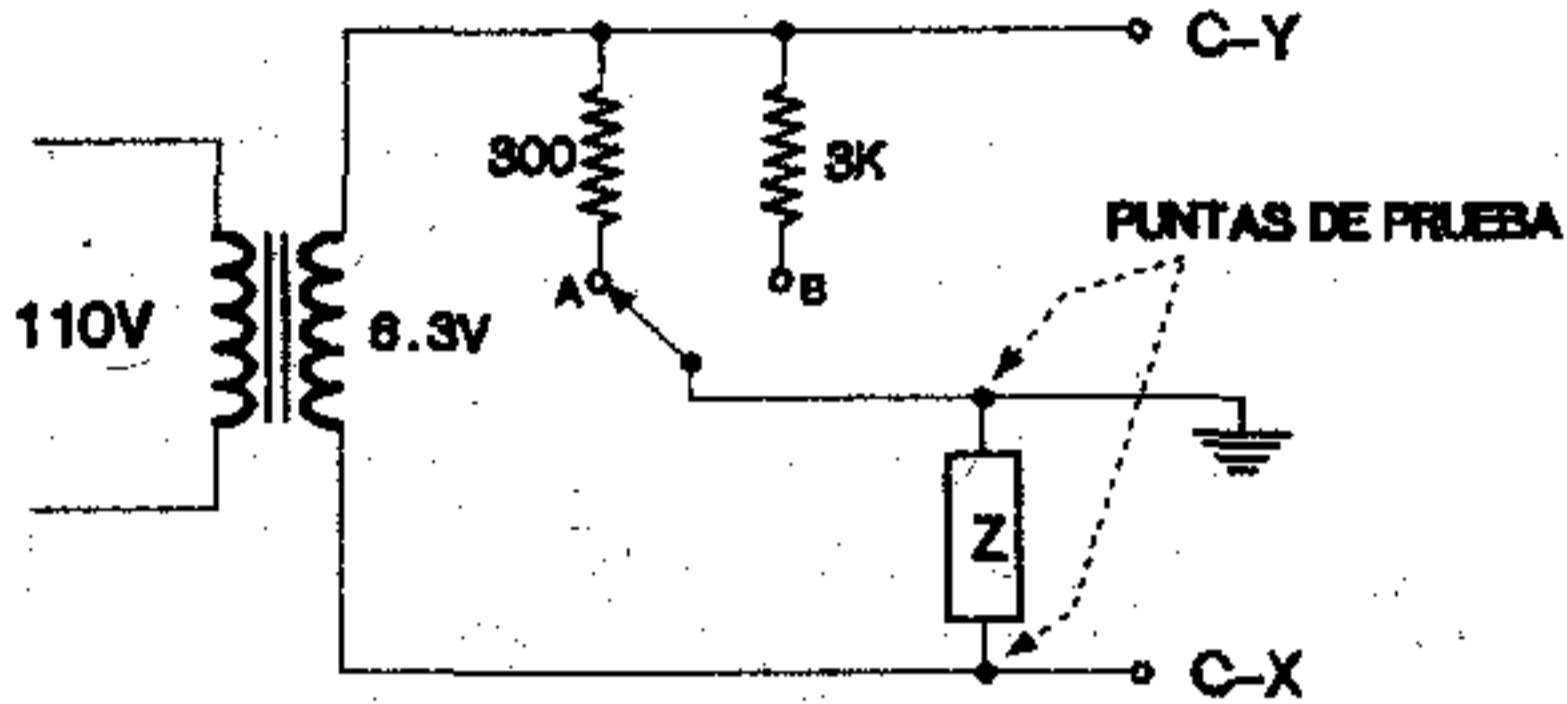 C-Y
300
3K
PUNTAS DE PRUEBA
A
B
110V
6.3V
Z
C-X